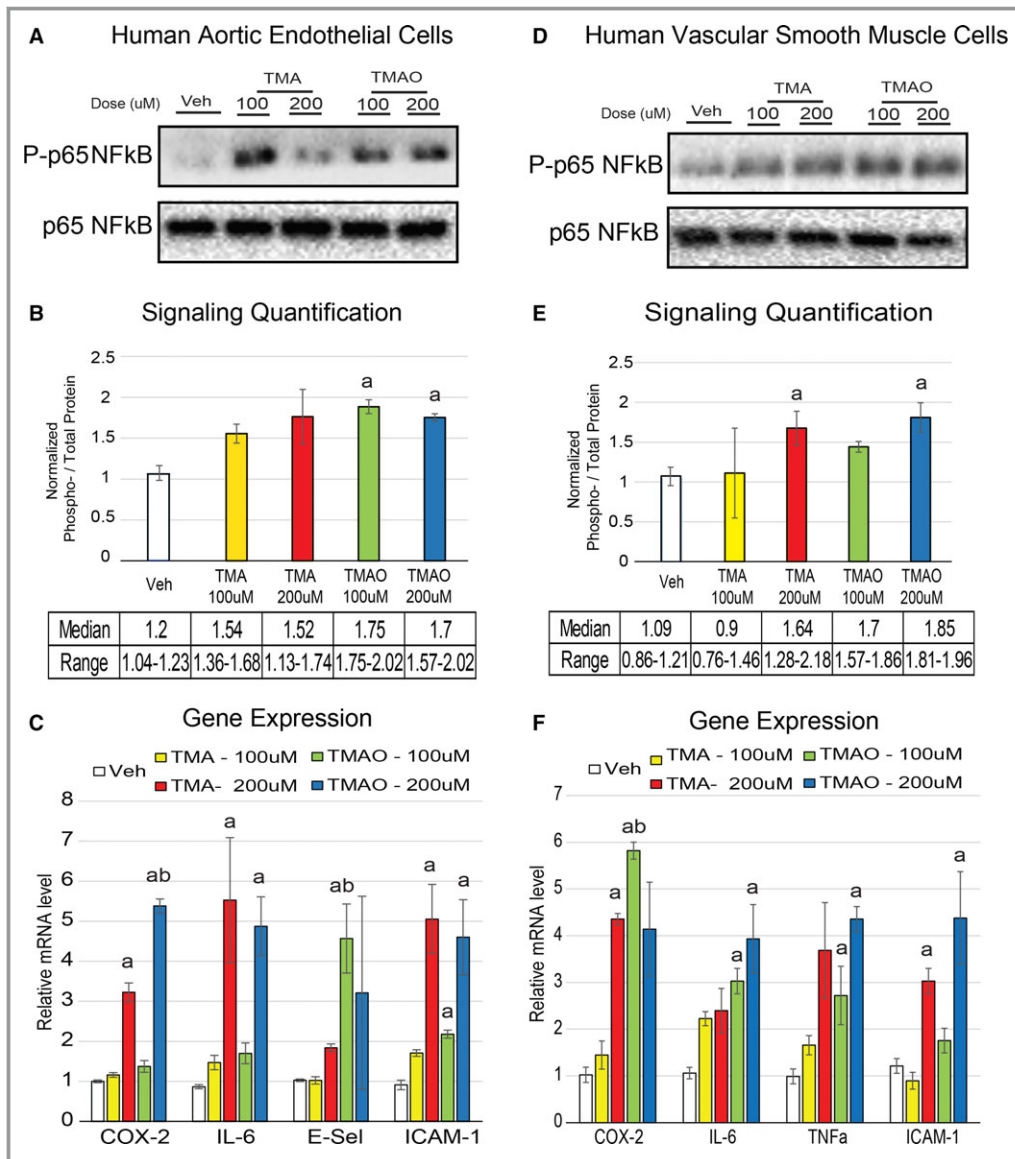 A Human Aortic Endothelial Cells
TMA TMAO
Dose (uM) Veh 100 200 100 200
P-p65NFkB
p65 NFkB
B Signaling Quantification
Normalized
Phospho- / Total Protein
2.5
2
1.5
1
0.5
0
a a
Veh TMA 100uM TMA 200uM TMAO 100uM TMAO 200uM
Median 1.2 1.54 1.52 1.75 1.7
Range 1.04-1.23 1.36-1.68 1.13-1.74 1.75-2.02 1.57-2.02
C Gene Expression
Veh TMA - 100uM TMAO - 100uM
TMA- 200uM TMAO - 200uM
Relative mRNA level
8
7
6
5
4
3
2
1
0
a ab a a ab a a a
COX-2 IL-6 E-Sel ICAM-1
D Human Vascular Smooth Muscle Cells
TMA TMAO
Dose (uM) Veh 100 200 100 200
P-p65 NFkB
p65 NFkB
E Signaling Quantification
Normalized
Phospho- / Total Protein
2.5
2
1.5
1
0.5
0
a a
Veh TMA 100uM TMA 200uM TMAO 100uM TMAO 200uM
Median 1.09 0.9 1.64 1.7 1.85
Range 0.86-1.21 0.76-1.46 1.28-2.18 1.57-1.86 1.81-1.96
F Gene Expression
Veh TMA - 100uM TMAO - 100uM
TMA- 200uM TMAO - 200uM
Relative mRNA level
7
6
5
4
3
2
1
0
a ab a a a a a a
COX-2 IL-6 TNFa ICAM-1